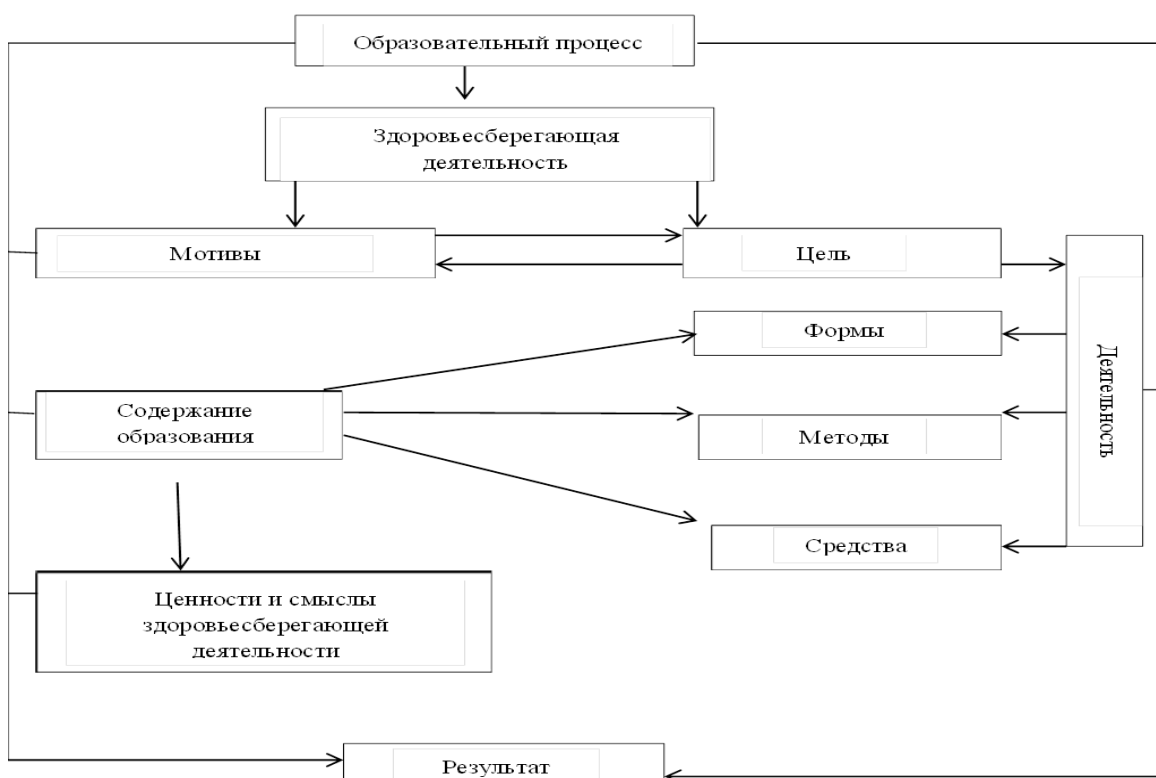 Образовательный процесс
Здоровьесберегающая
деятельность
Мотивы
Цель
Формы
Деятельность
Содержание
образования
Методы
Средства
Ценности и смыслы
здоровьесберегающей
деятельности
Результат